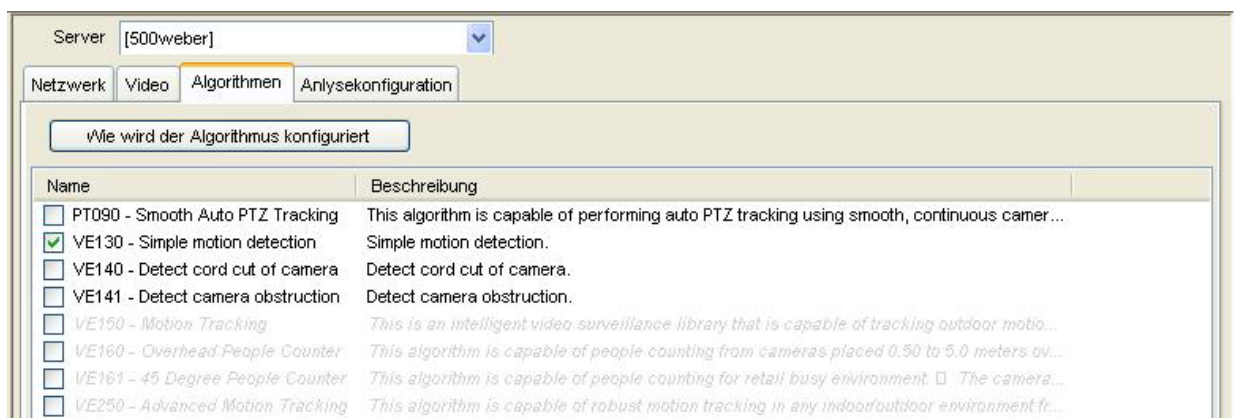 Server [500weber]
Netzwerk Video Algorithmen Anlysekonfiguration
Wie wird der Algorithmus konfiguriert
Name Beschreibung
PT090 - Smooth Auto PTZ Tracking This algorithm is capable of performing auto PTZ tracking using smooth, continuous camer...
VE130 - Simple motion detection Simple motion detection.
VE140 - Detect cord cut of camera Detect cord cut of camera.
VE141 - Detect camera obstruction Detect camera obstruction.
VE150 - Motion Tracking This is an intelligent video surveillance library that is capable of tracking outdoor motio...
VE160 - Overhead People Counter This algorithm is capable of people counting from cameras placed 0.50 to 5.0 meters ov...
VE161 - 45 Degree People Counter This algorithm is capable of people counting for retail busy environment. □ The camera...
VE250 - Advanced Motion Tracking This algorithm is capable of robust motion tracking in any indoor/outdoor environment fr...